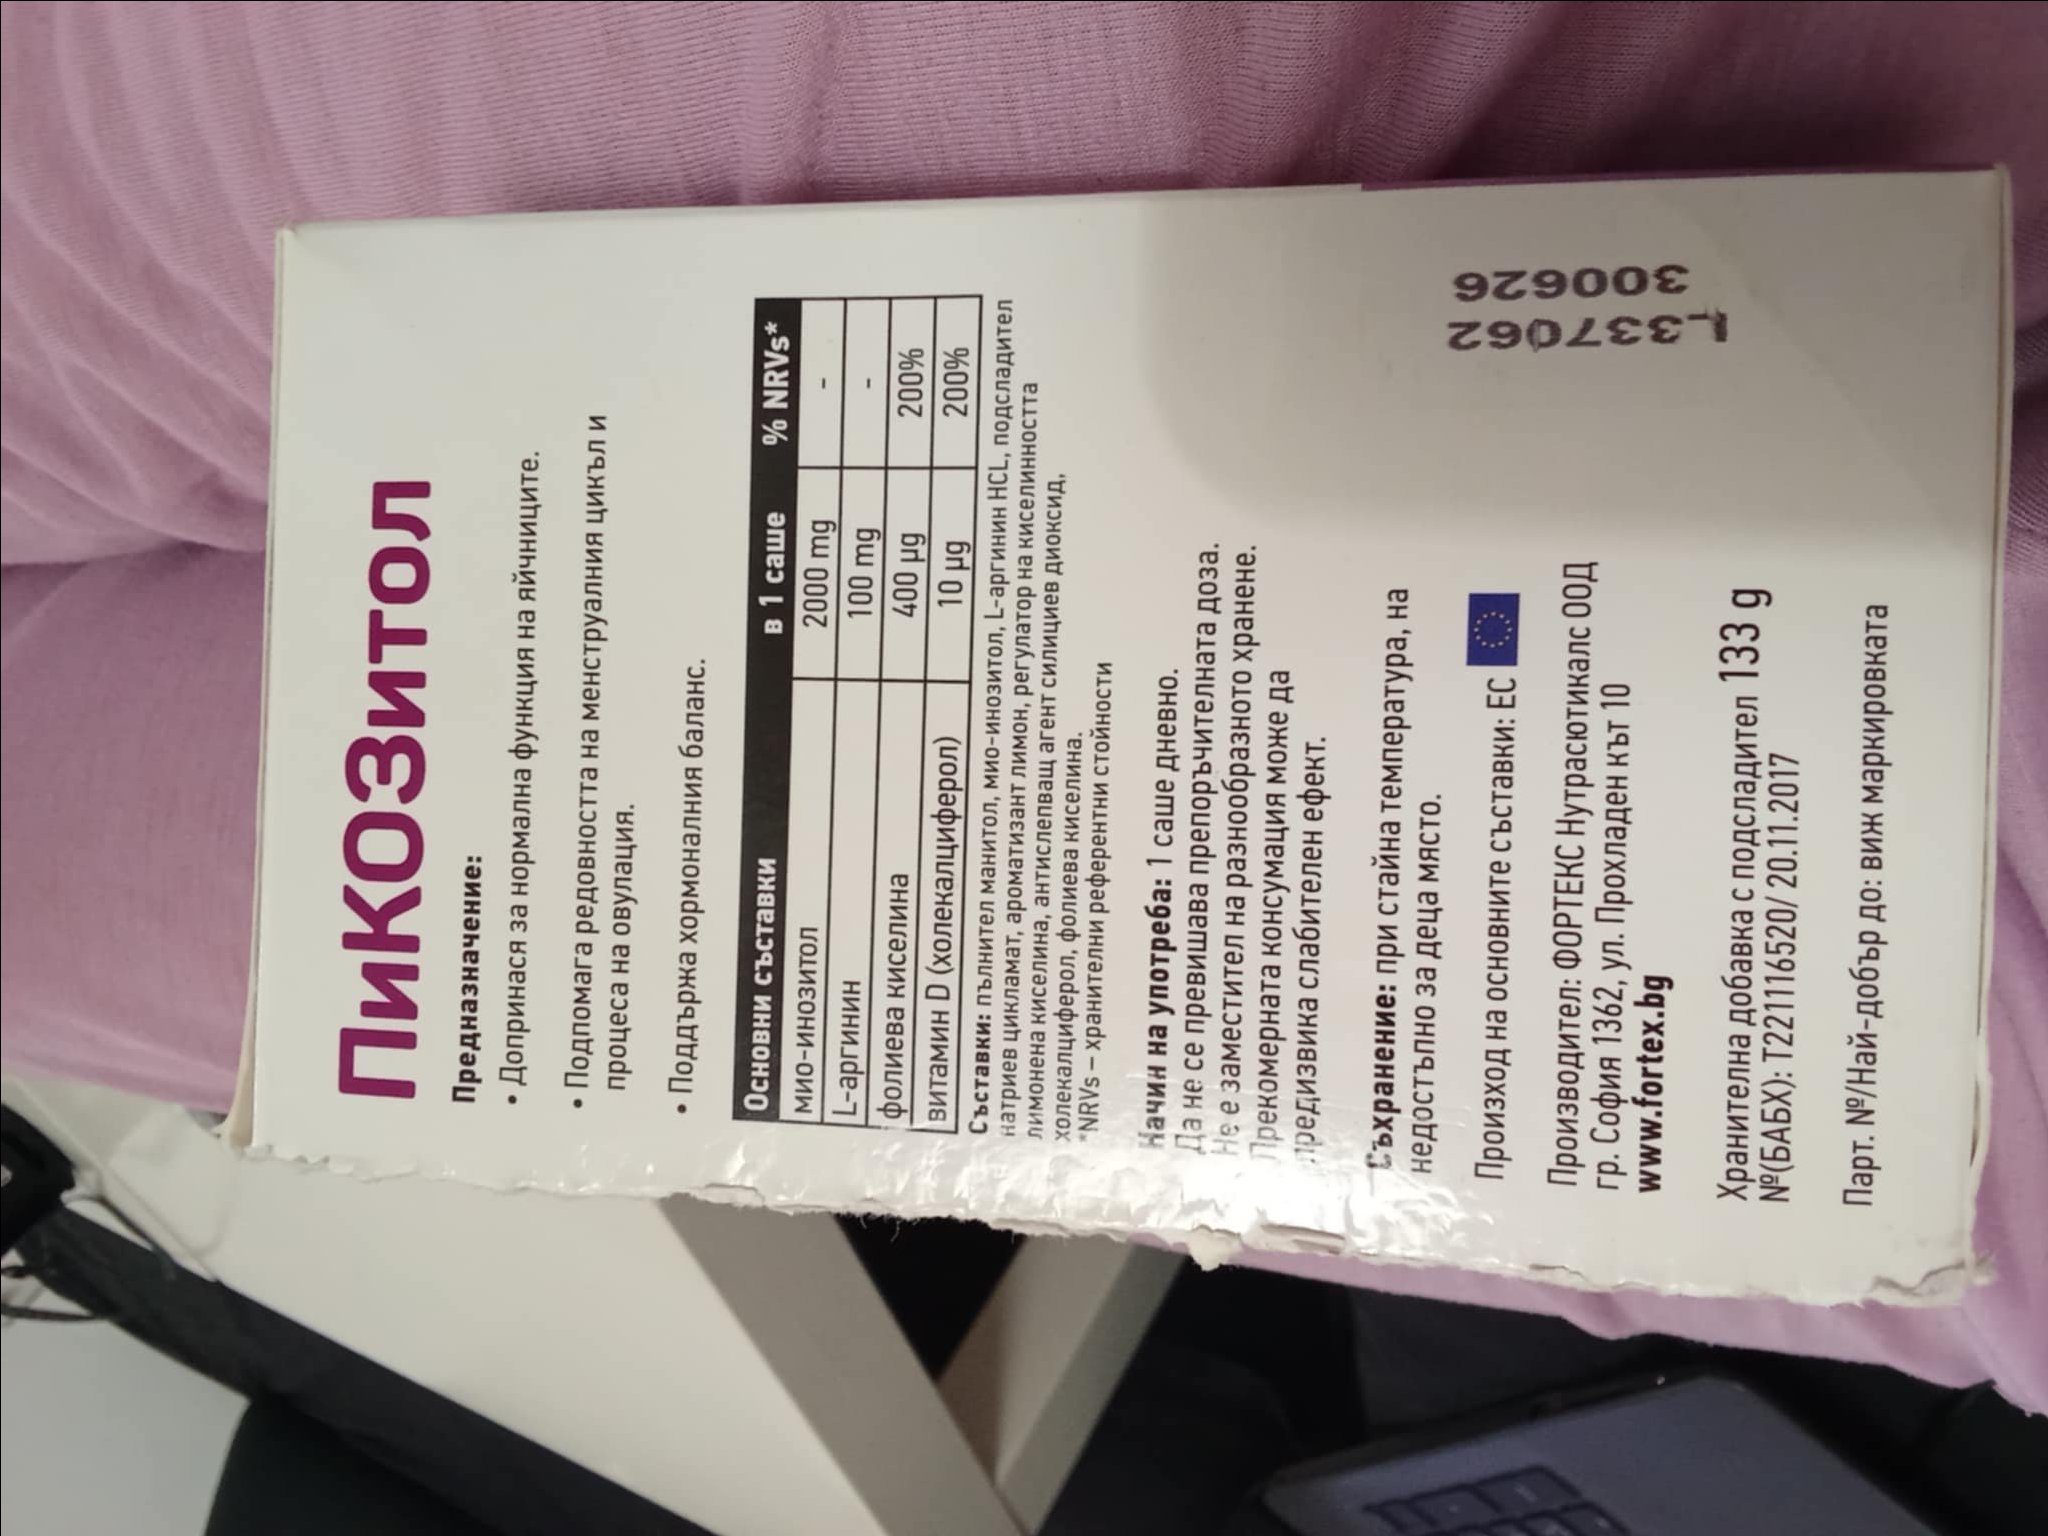 ПиКОЗитол
Предназначение:
• Допринася за нормална функция на яйчниците.
• Подпомага редовността на менструалния цикъл и
процеса на овулация.
• Поддържа хормоналния баланс.
Основни съставки в 1 саше % NRVs*
мио-инозитол 2000 mg -
L-аргинин 100 mg -
фолиева киселина 400 µg 200%
витамин D (холекалциферол) 10 µg 200%
Съставки: пълнител манитол, мио-инозитол, L-аргинин HCL, подсладител
натриев цикламат, ароматизант лимон, регулатор на киселинността
лимонена киселина, антислепващ агент силициев диоксид,
холекалциферол, фолиева киселина.
*NRVs – хранителни референтни стойности
Начин на употреба: 1 саше дневно.
Да не се превишава препоръчителната доза.
Не е заместител на разнообразното хранене.
Прекомерната консумация може да
предизвика слабителен ефект.
Съхранение: при стайна температура, на
недостъпно за деца място.
Произход на основните съставки: ЕС
Производител: ФОРТЕКС Нутрасютикалс ООД
гр. София 1362, ул. Прохладен кът 10
www.fortex.bg
Хранителна добавка с подсладител 133 g
№(БАБХ): Т221116520/ 20.11.2017
Парт. №/Най-добър до: виж маркировката
L337062
300626